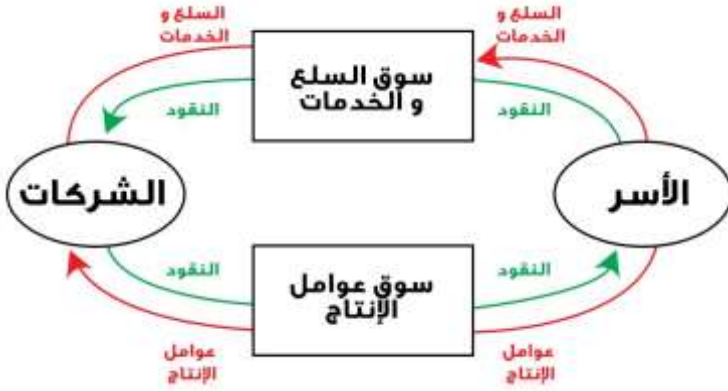 السلع و
الخدمات
السلع و
الخدمات
سوق السلع
و الخدمات
النقود
النقود
الأسر
الشركات
سوق عوامل
الإنتاج
النقود
النقود
عوامل
الإنتاج
عوامل
الإنتاج